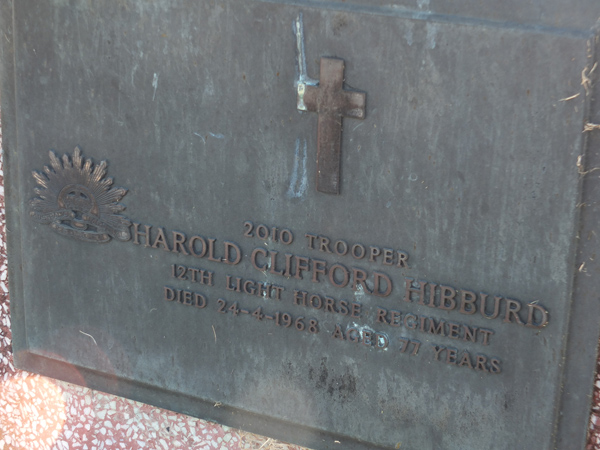 2010 TROOPER
HAROLD CLIFFORD HIBBURD
12TH LIGHT HORSE REGIMENT
DIED 24-4-1968 AGED 77 YEARS